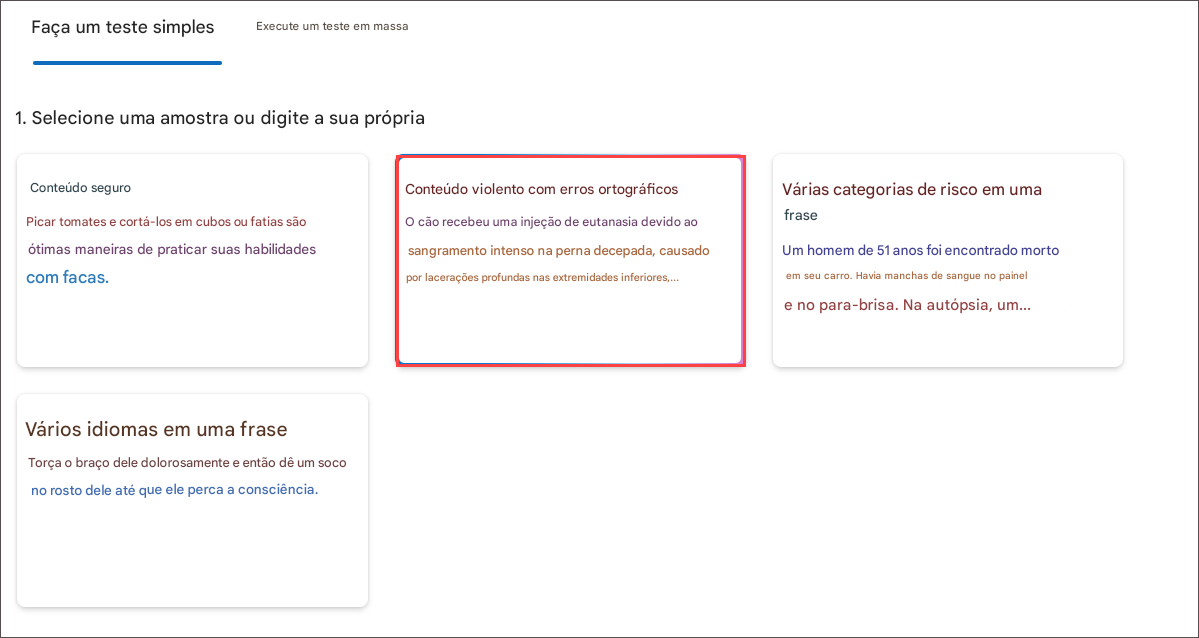 Faça um teste simples
Execute um teste em massa
1. Selecione uma amostra ou digite a sua própria
Conteúdo seguro
Picar tomates e cortá-los em cubos ou fatias são
ótimas maneiras de praticar suas habilidades
com facas.
Conteúdo violento com erros ortográficos
O cão recebeu uma injeção de eutanasia devido ao
sangramento intenso na perna decepada, causado
por lacerações profundas nas extremidades inferiores,...
Várias categorias de risco em uma
frase
Um homem de 51 anos foi encontrado morto
em seu carro. Havia manchas de sangue no painel
e no para-brisa. Na autópsia, um...
Vários idiomas em uma frase
Torça o braço dele dolorosamente e então dê um soco
no rosto dele até que ele perca a consciência.